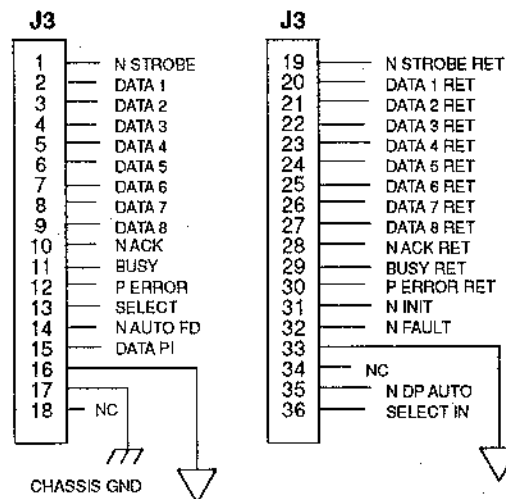 J3
1 N STROBE
2 DATA 1
3 DATA 2
4 DATA 3
5 DATA 4
6 DATA 5
7 DATA 6
8 DATA 7
9 DATA 8
10 N ACK
11 BUSY
12 P ERROR
13 SELECT
14 N AUTO FD
15 DATA PI
16
17
18 NC
CHASSIS GND
J3
19 N STROBE RET
20 DATA 1 RET
21 DATA 2 RET
22 DATA 3 RET
23 DATA 4 RET
24 DATA 5 RET
25 DATA 6 RET
26 DATA 7 RET
27 DATA 8 RET
28 N ACK RET
29 BUSY RET
30 P ERROR RET
31 N INIT
32 N FAULT
33
34 NC
35 N DP AUTO
36 SELECT IN